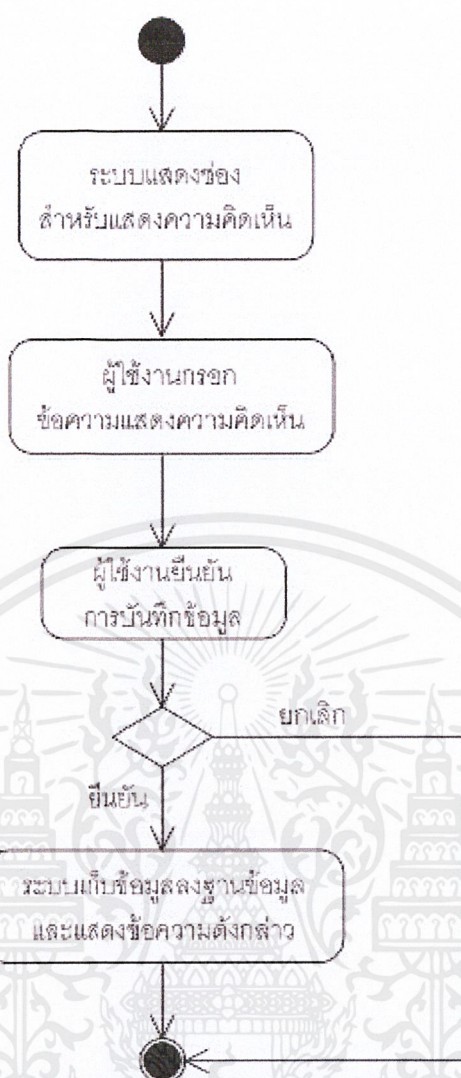 ระบบแสดงช่อง
สำหรับแสดงความคิดเห็น
ผู้ใช้งานกรอก
ข้อความแสดงความคิดเห็น
ผู้ใช้งานยืนยัน
การบันทึกข้อมูล
ยกเลิก
ยืนยัน
ระบบเก็บข้อมูลลงฐานข้อมูล
และแสดงข้อความดังกล่าว